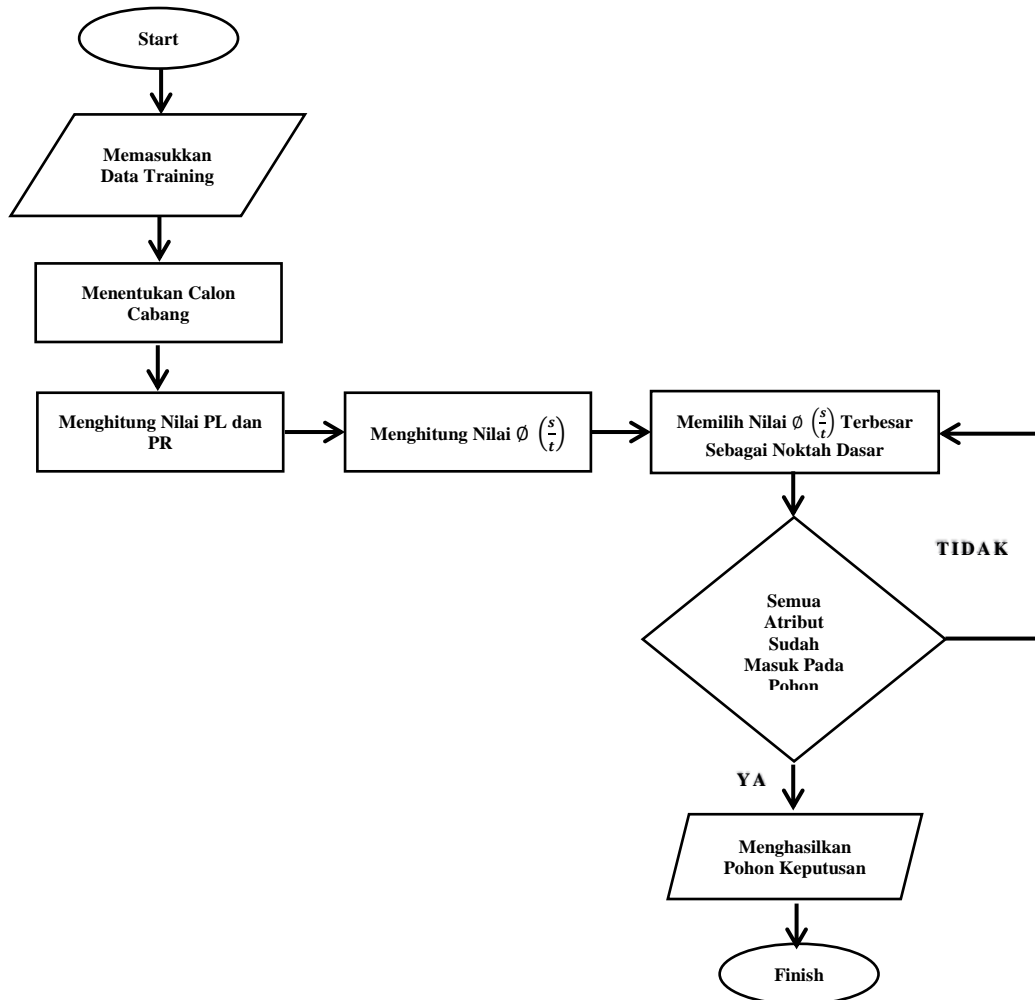 Start
Memasukkan
Data Training
Menentukan Calon
Cabang
Menghitung Nilai PL dan
PR
Menghitung Nilai ∅ (s/t)
Memilih Nilai ∅ (s/t) Terbesar
Sebagai Noktah Dasar
TIDAK
Semua
Atribut
Sudah
Masuk Pada
Pohon
YA
Menghasilkan
Pohon Keputusan
Finish